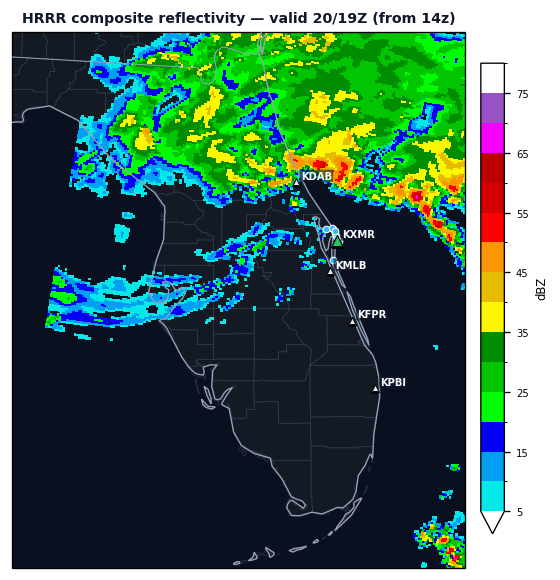 HRRR composite reflectivity — valid 20/19Z (from 14z)
KDAB
KXMR
KMLB
KFPR
KPBI
75
65
55
45
35
25
15
5
dBZ